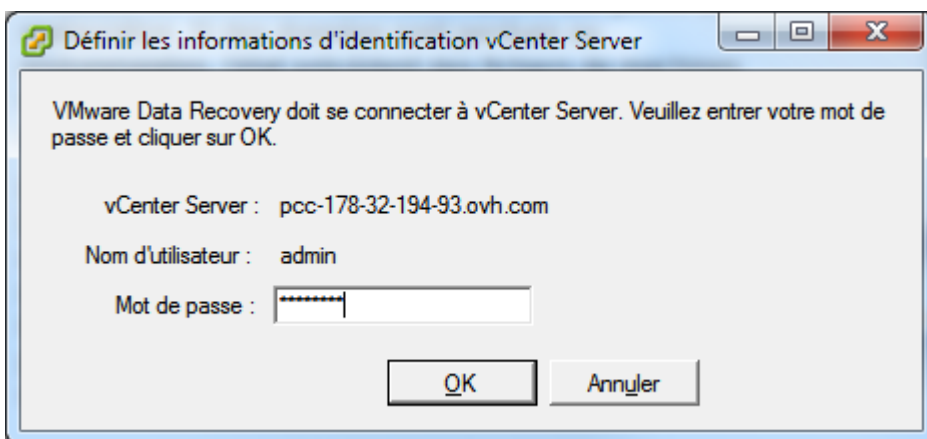 Définir les informations d'identification vCenter Server
VMware Data Recovery doit se connecter à vCenter Server. Veuillez entrer votre mot de
passe et cliquer sur OK.
vCenter Server : pcc-178-32-194-93.ovh.com
Nom d'utilisateur : admin
Mot de passe : ********
OK Annuler